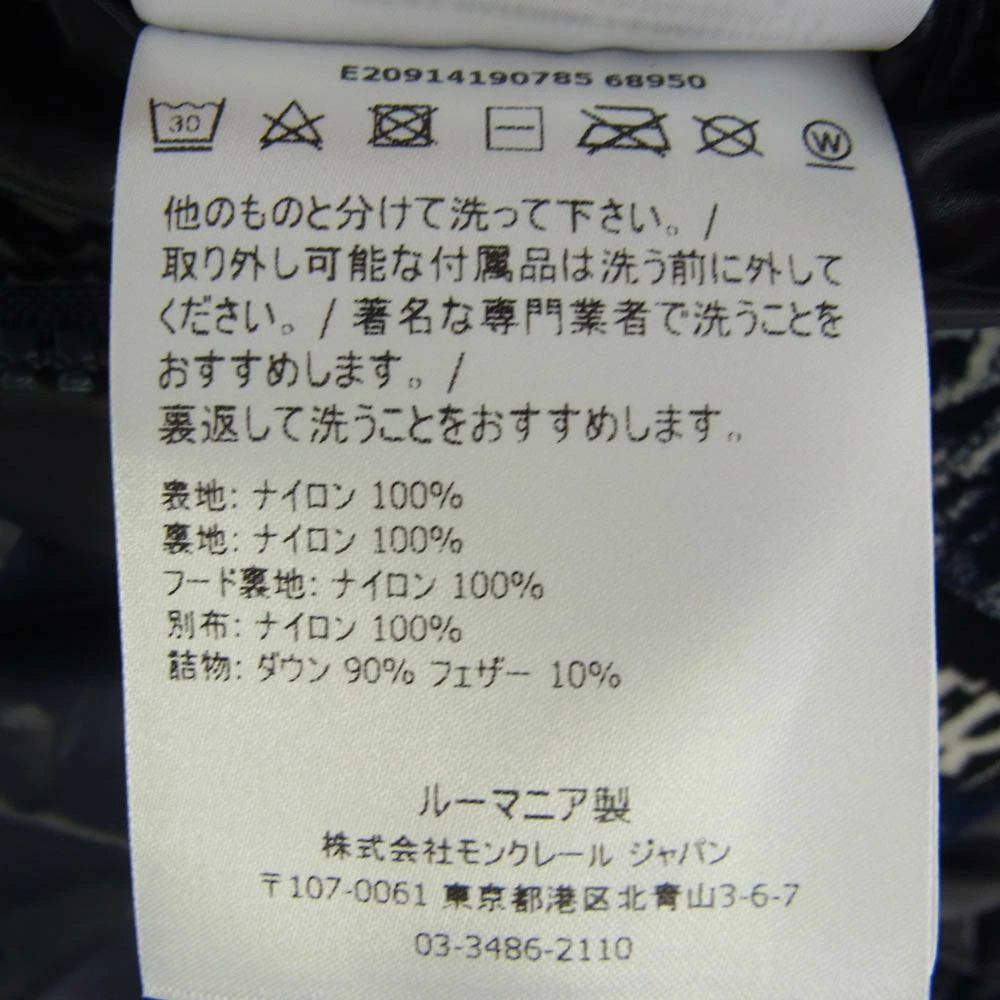 E20914190785 68950
30
W
他のものと分けて洗って下さい。/
取り外し可能な付属品は洗う前に外して
ください。/ 著名な専門業者で洗うことを
おすすめします。/
裏返して洗うことをおすすめします。
表地: ナイロン 100%
裏地: ナイロン 100%
フード裏地: ナイロン 100%
別布: ナイロン 100%
詰物: ダウン 90% フェザー 10%
ルーマニア製
株式会社モンクレール ジャパン
〒107-0061 東京都港区北青山3-6-7
03-3486-2110